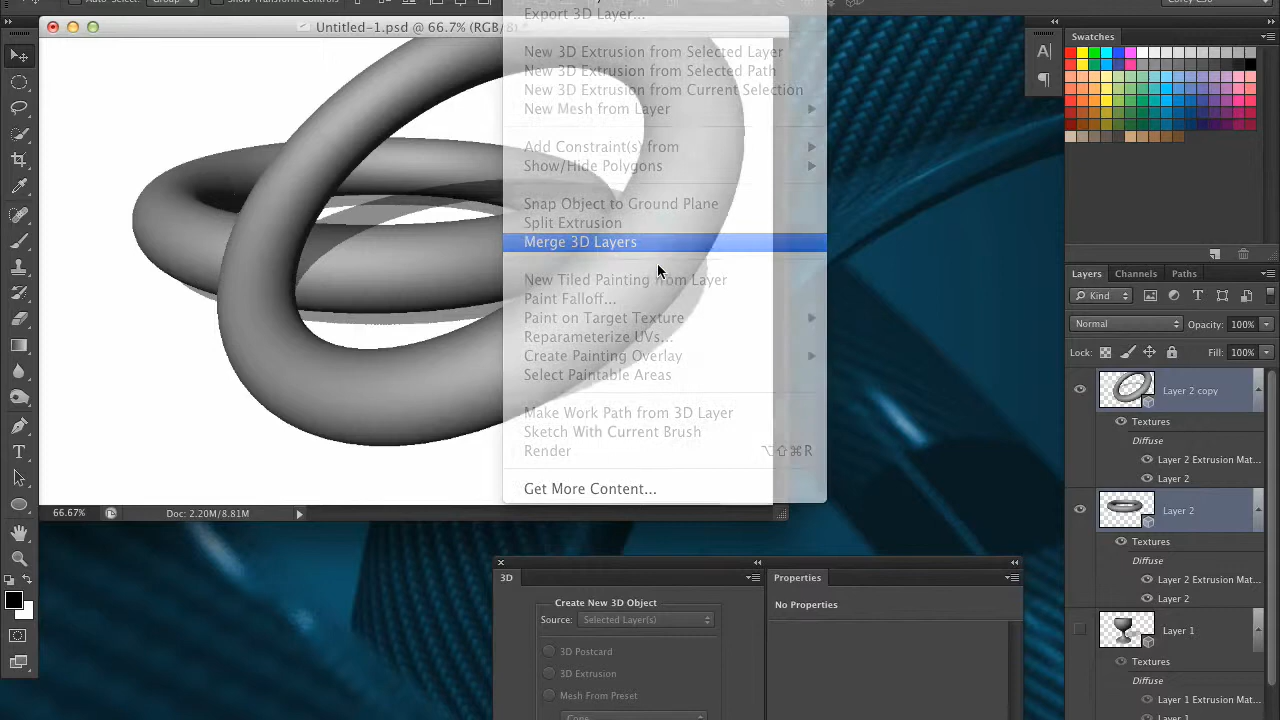 Export 3D Layer...
Untitled-1.psd @ 66.7% (RGB/8)
New 3D Extrusion from Selected Layer
New 3D Extrusion from Selected Path
New 3D Extrusion from Current Selection
New Mesh from Layer
Add Constraint(s) from
Show/Hide Polygons
Snap Object to Ground Plane
Split Extrusion
Merge 3D Layers
New Tiled Painting from Layer
Paint Falloff...
Paint on Target Texture
Reparameterize UVs...
Create Painting Overlay
Select Paintable Areas
Make Work Path from 3D Layer
Sketch With Current Brush
Render ⌥⇧⌘R
Get More Content...
66.67% Doc: 2.20M/8.81M
3D
Create New 3D Object
Source: Selected Layer(s)
3D Postcard
3D Extrusion
Mesh From Preset
Cone
Properties
No Properties
Swatches
Layers Channels Paths
Kind
Normal Opacity: 100%
Lock: Fill: 100%
Layer 2 copy
Textures
Diffuse
Layer 2 Extrusion Mat...
Layer 2
Layer 2
Textures
Diffuse
Layer 2 Extrusion Mat...
Layer 2
Layer 1
Textures
Diffuse
Layer 1 Extrusion Mat...